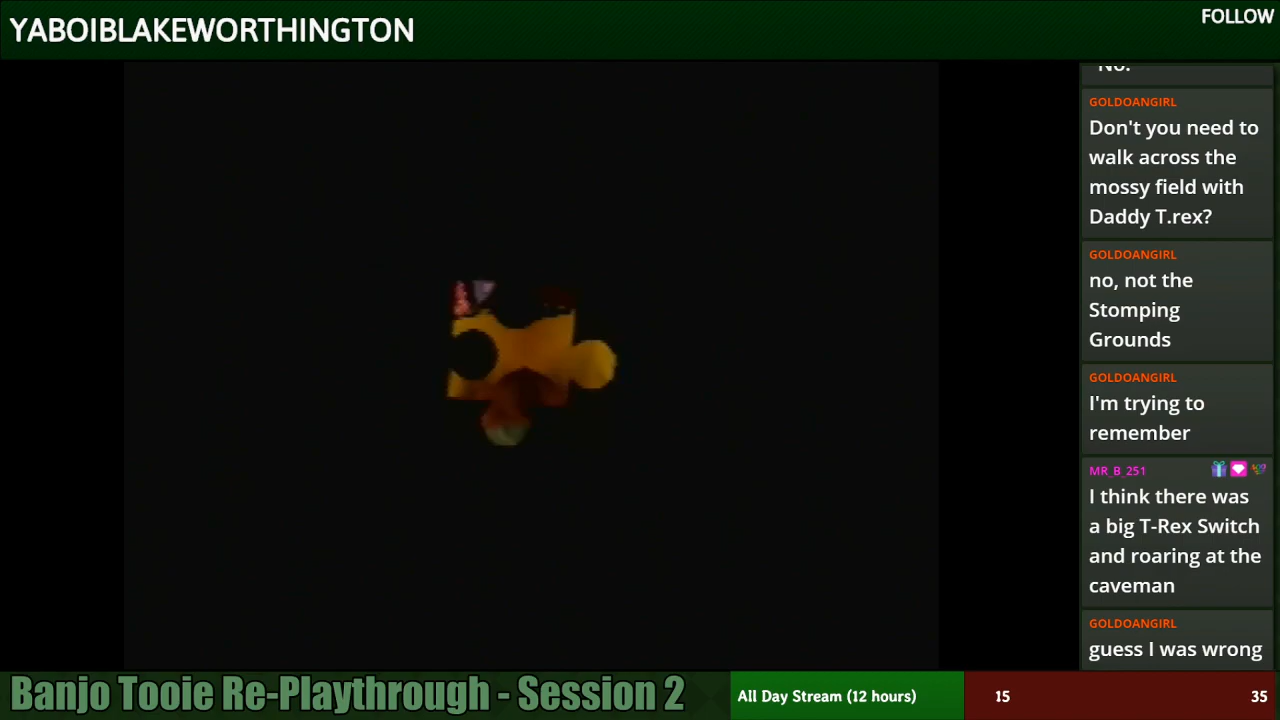 YABOIBLAKEWORTHINGTON
FOLLOW
No.
GOLDOANGIRL
Don't you need to
walk across the
mossy field with
Daddy T.rex?
GOLDOANGIRL
no, not the
Stomping
Grounds
GOLDOANGIRL
I'm trying to
remember
MR_B_251
I think there was
a big T-Rex Switch
and roaring at the
caveman
GOLDOANGIRL
guess I was wrong
Banjo Tooie Re-Playthrough - Session 2
All Day Stream (12 hours)
15
35